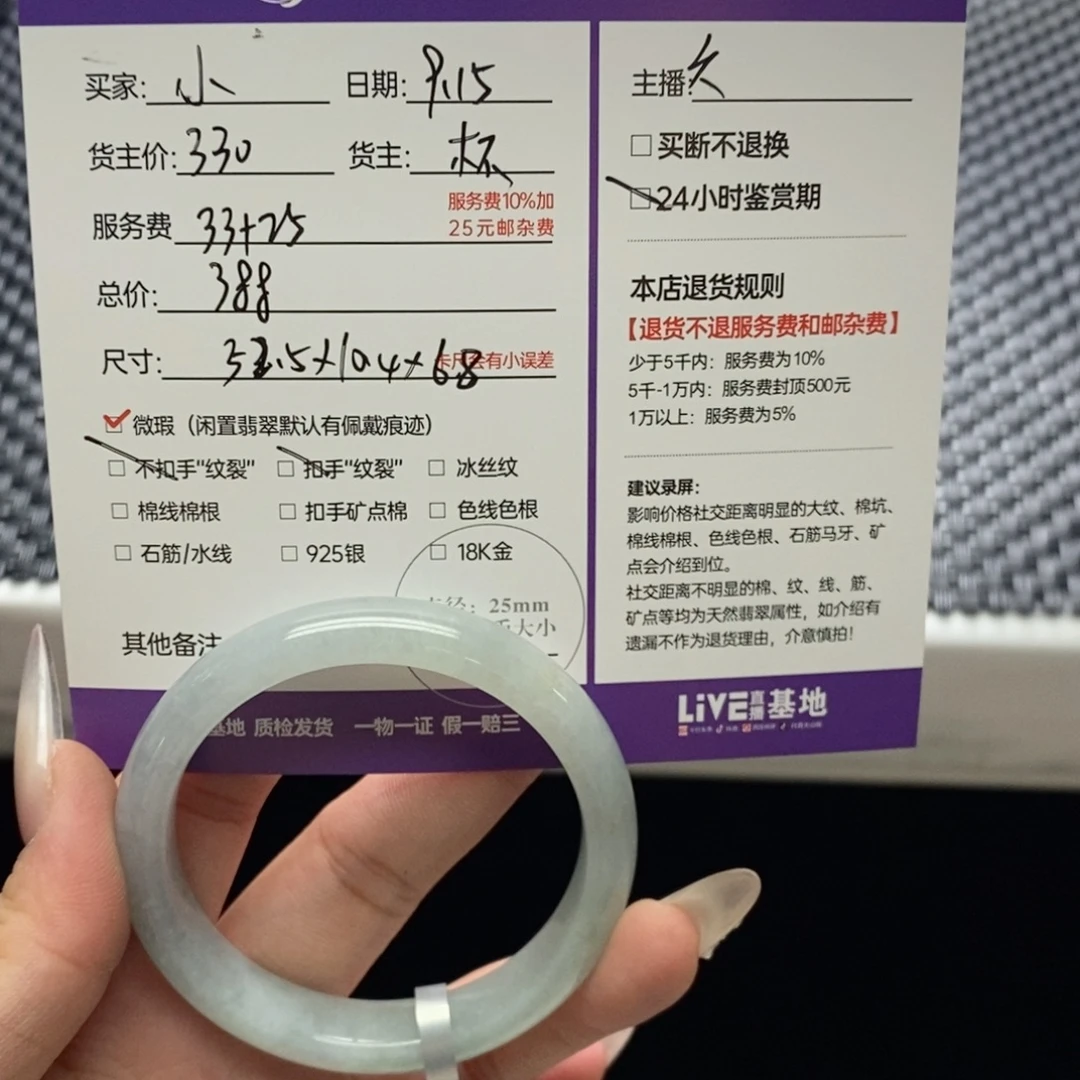 买家: 小 日期: 9.15
货主价: 330 货主: 杯
服务费 33+25 服务费10%加
25元邮杂费
总价: 388
尺寸: 52.5×10.4×6.8 卡尺会有小误差
微瑕（闲置翡翠默认有佩戴痕迹）
不扣手“纹裂” 扣手“纹裂” 冰丝纹
棉线棉根 扣手矿点棉 色线色根
石筋/水线 925银 18K金
25mm
大小
其他备注
基地 质检发货 一物一证 假一赔三
主播:
买断不退换
24小时鉴赏期
本店退货规则
【退货不退服务费和邮杂费】
少于5千内：服务费为10%
5千-1万内：服务费封顶500元
1万以上：服务费为5%
建议录屏：
影响价格社交距离明显的大纹、棉坑、
棉线棉根、色线色根、石筋马牙、矿
点会介绍到位。
社交距离不明显的棉、纹、线、筋、
矿点等均为天然翡翠属性，如介绍有
遗漏不作为退货理由，介意慎拍！
LiVE直播基地